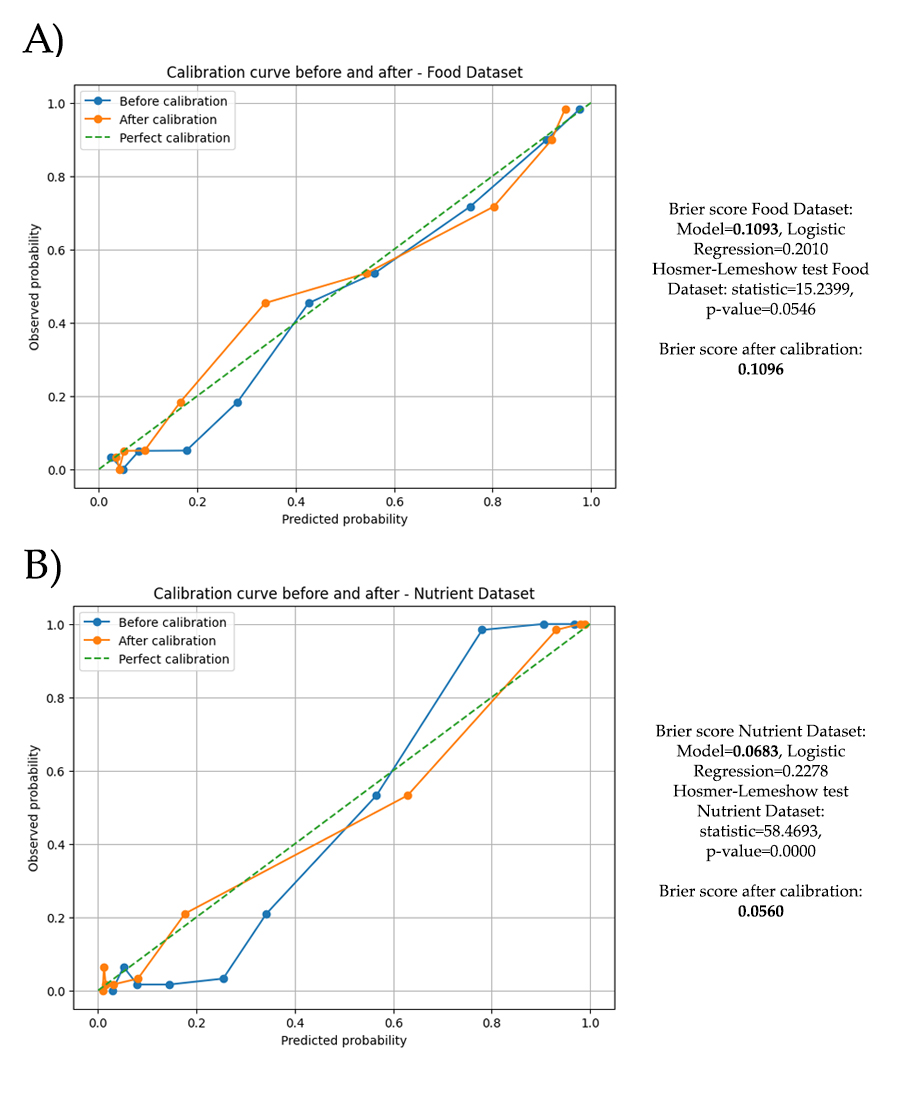 A)
Calibration curve before and after - Food Dataset
Before calibration
After calibration
Perfect calibration
1.0
0.8
0.6
0.4
0.2
0.0
Observed probability
0.0 0.2 0.4 0.6 0.8 1.0
Predicted probability
Brier score Food Dataset:
Model=0.1093, Logistic
Regression=0.2010
Hosmer-Lemeshow test Food
Dataset: statistic=15.2399,
p-value=0.0546
Brier score after calibration:
0.1096
B)
Calibration curve before and after - Nutrient Dataset
Before calibration
After calibration
Perfect calibration
1.0
0.8
0.6
0.4
0.2
0.0
Observed probability
0.0 0.2 0.4 0.6 0.8 1.0
Predicted probability
Brier score Nutrient Dataset:
Model=0.0683, Logistic
Regression=0.2278
Hosmer-Lemeshow test
Nutrient Dataset:
statistic=58.4693,
p-value=0.0000
Brier score after calibration:
0.0560